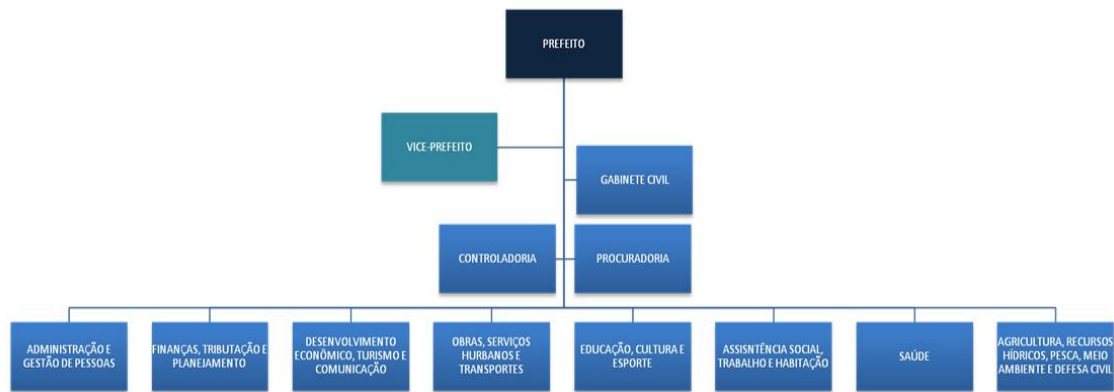 PREFEITO
VICE-PREFEITO
GABINETE CIVIL
CONTROLADORIA
PROCURADORIA
ADMINISTRAÇÃO E
GESTÃO DE PESSOAS
FINANÇAS, TRIBUTAÇÃO E
PLANEJAMENTO
DESENVOLVIMENTO
ECONÔMICO, TURISMO E
COMUNICAÇÃO
OBRAS, SERVIÇOS
HURBANOS E
TRANSPORTES
EDUCAÇÃO, CULTURA E
ESPORTE
ASSISNTÊNCIA SOCIAL,
TRABALHO E HABITAÇÃO
SAÚDE
AGRICULTURA, RECURSOS
HÍDRICOS, PESCA, MEIO
AMBIENTE E DEFESA CIVIL